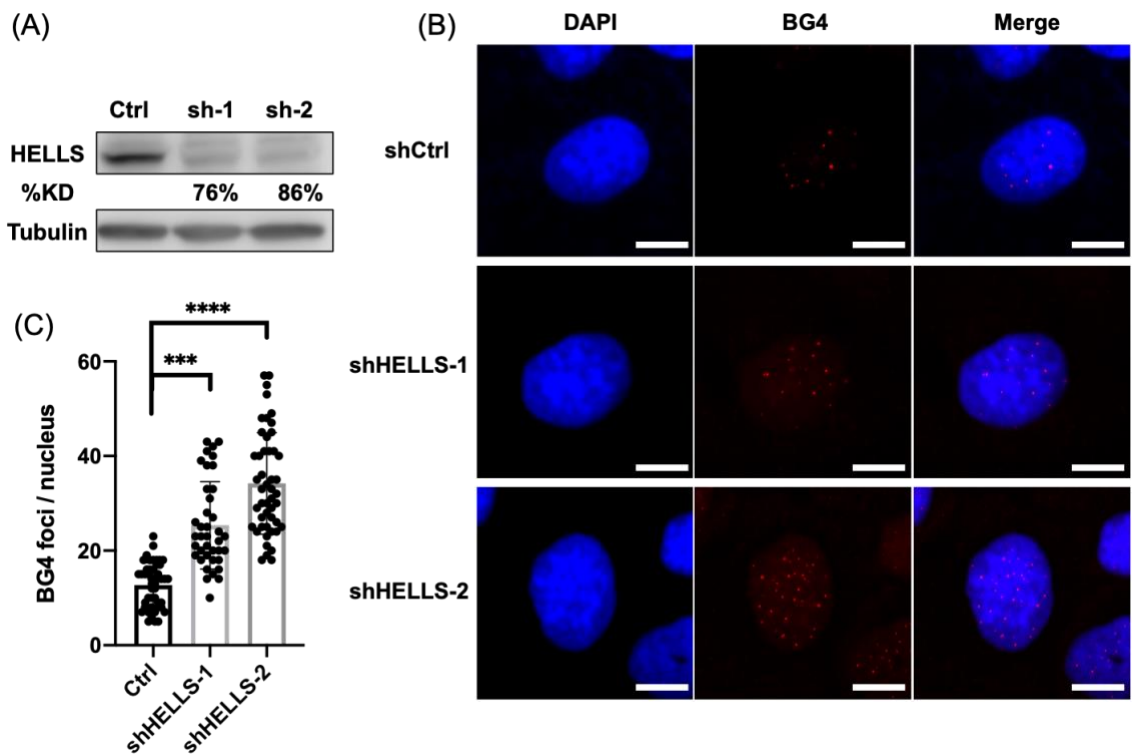 (A)
Ctrl sh-1 sh-2
HELLS
%KD 76% 86%
Tubulin
(B)
DAPI BG4 Merge
shCtrl
shHELLS-1
shHELLS-2
(C)
****
***
BG4 foci / nucleus
60
40
20
0
Ctrl
shHELLS-1
shHELLS-2